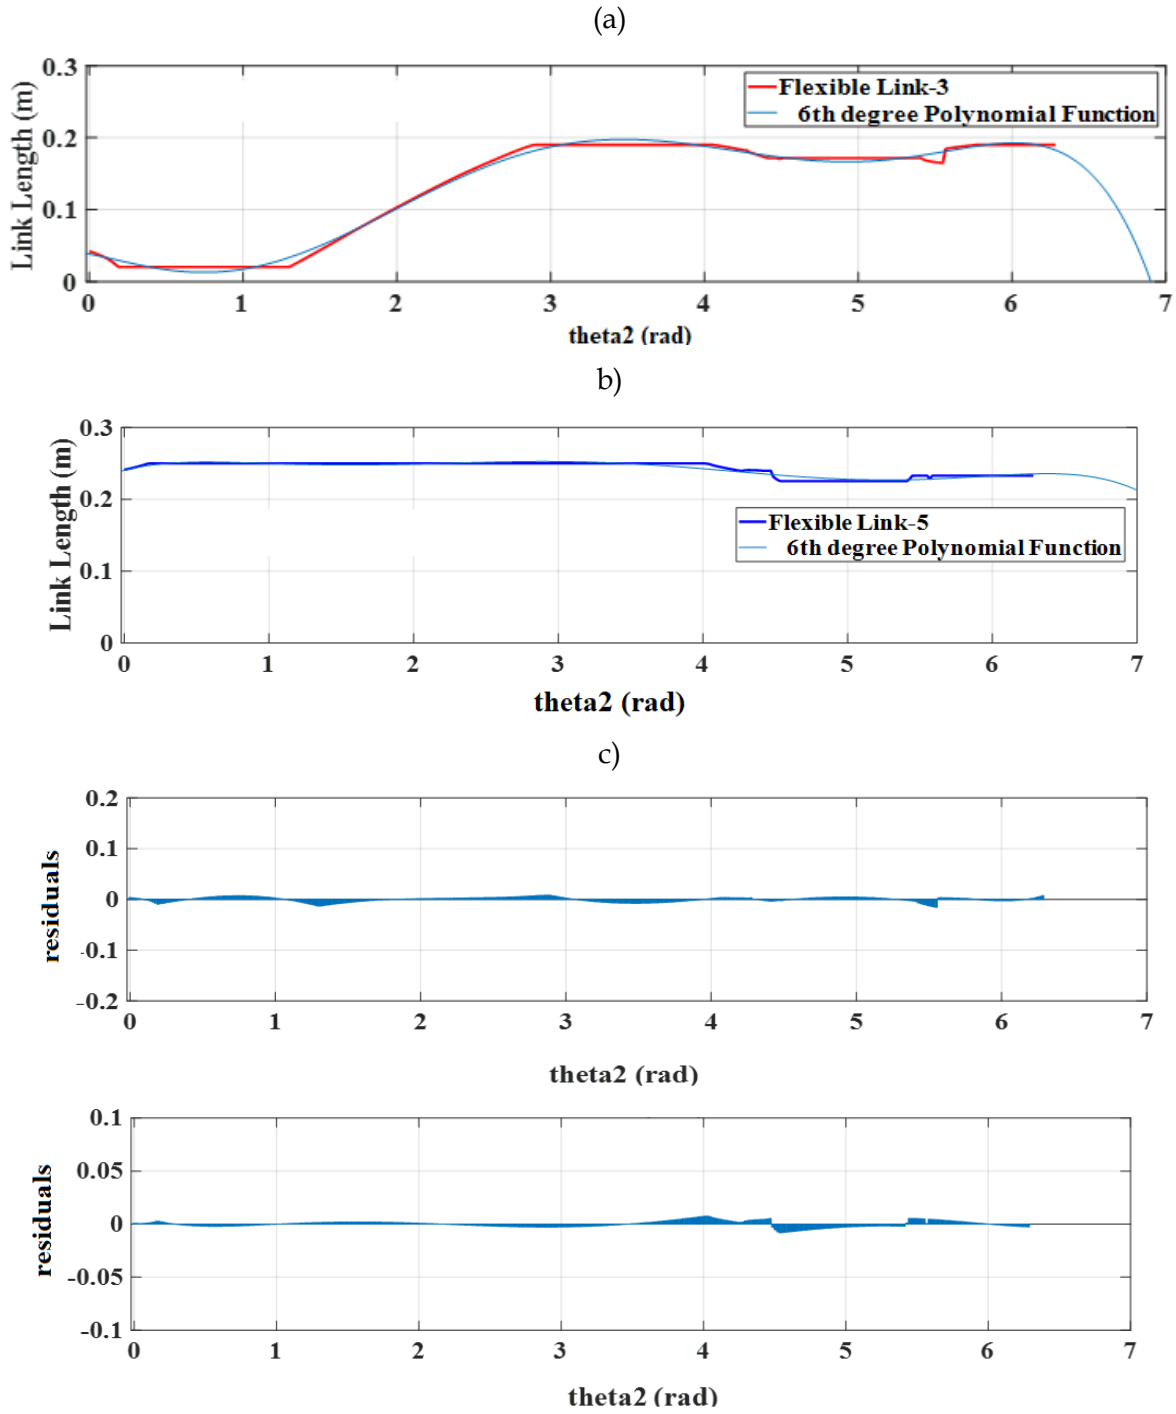 (a)
0.3
0.2
0.1
0
Link Length (m)
Flexible Link-3
6th degree Polynomial Function
0 1 2 3 4 5 6 7
theta2 (rad)
b)
0.3
0.2
0.1
0
Link Length (m)
Flexible Link-5
6th degree Polynomial Function
0 1 2 3 4 5 6 7
theta2 (rad)
c)
0.2
0.1
0
-0.1
-0.2
residuals
0 1 2 3 4 5 6 7
theta2 (rad)
0.1
0.05
0
-0.05
-0.1
residuals
0 1 2 3 4 5 6 7
theta2 (rad)